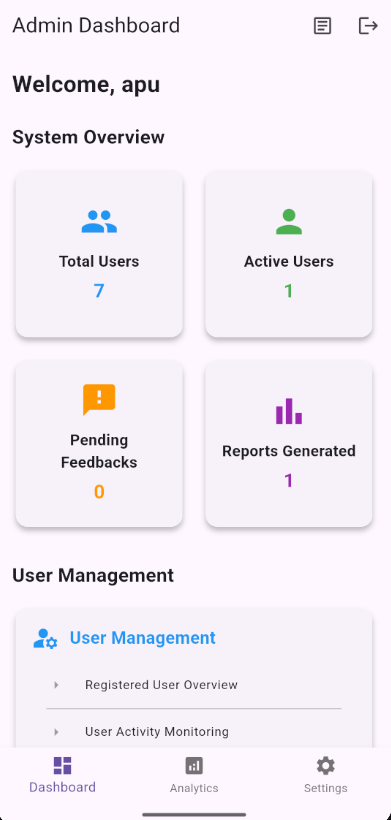 Admin Dashboard
Welcome, apu
System Overview
Total Users
7
Active Users
1
Pending
Feedbacks
0
Reports Generated
1
User Management
User Management
Registered User Overview
User Activity Monitoring
Dashboard
Analytics
Settings